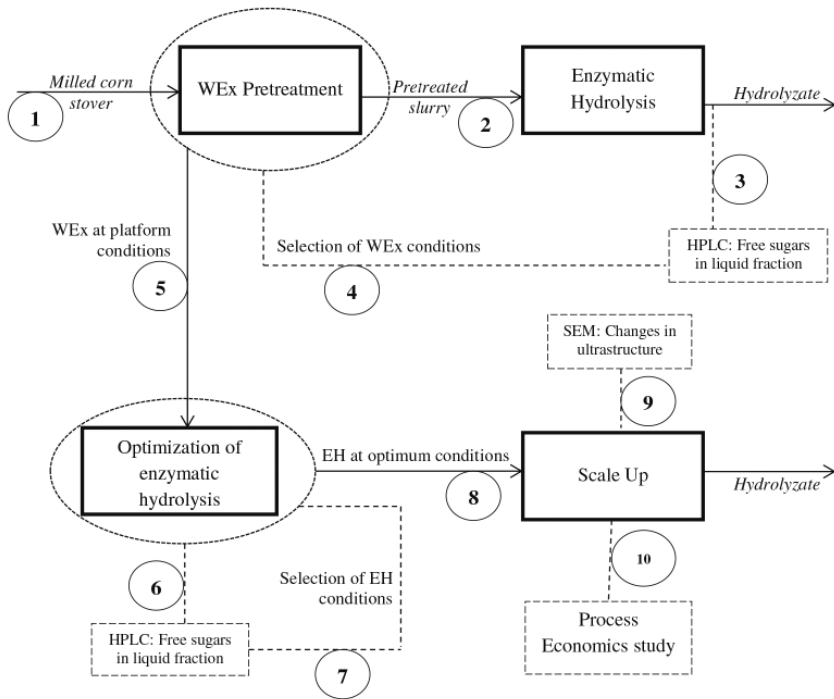 Milled corn
stover
1
WEx Pretreatment
Pretreated
slurry
2
Enzymatic
Hydrolysis
Hydrolyzate
3
HPLC: Free sugars
in liquid fraction
Selection of WEx conditions
4
WEx at platform
conditions
5
SEM: Changes in
ultrastructure
9
Optimization of
enzymatic
hydrolysis
EH at optimum conditions
8
Scale Up
Hydrolyzate
6
HPLC: Free sugars
in liquid fraction
Selection of EH
conditions
7
10
Process
Economics study